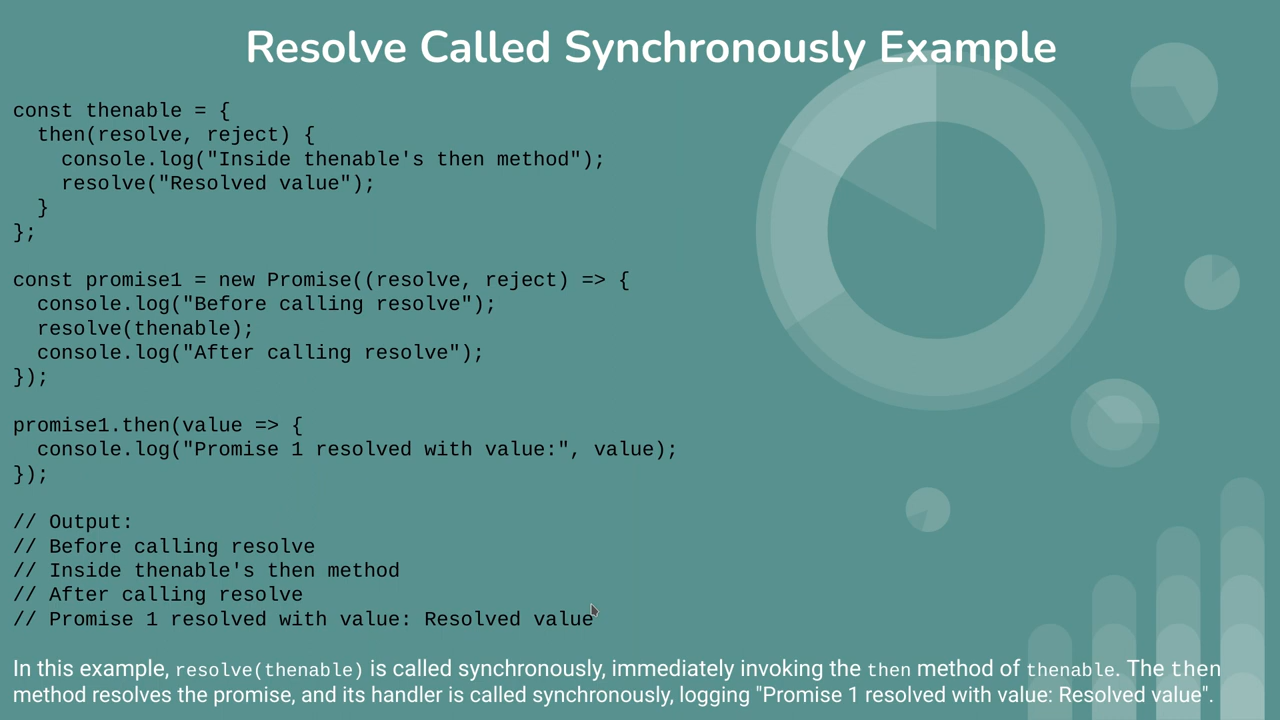 Resolve Called Synchronously Example
const thenable = {
  then(resolve, reject) {
    console.log("Inside thenable's then method");
    resolve("Resolved value");
  }
};
const promise1 = new Promise((resolve, reject) => {
  console.log("Before calling resolve");
  resolve(thenable);
  console.log("After calling resolve");
});
promise1.then(value => {
  console.log("Promise 1 resolved with value:", value);
});
// Output:
// Before calling resolve
// Inside thenable's then method
// After calling resolve
// Promise 1 resolved with value: Resolved value
In this example, resolve(thenable) is called synchronously, immediately invoking the then method of thenable. The then
method resolves the promise, and its handler is called synchronously, logging "Promise 1 resolved with value: Resolved value".